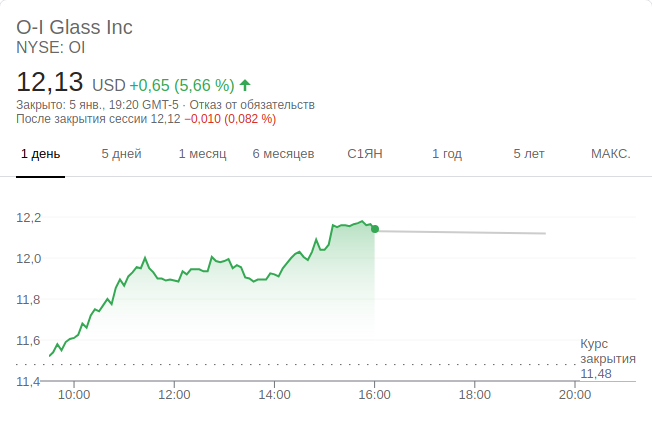 O-I Glass Inc
NYSE: OI
12,13 USD +0,65 (5,66 %)
Закрыто: 5 янв., 19:20 GMT-5 · Отказ от обязательств
После закрытия сессии 12,12 −0,010 (0,082 %)
1 день 5 дней 1 месяц 6 месяцев С1ЯН 1 год 5 лет МАКС.
12,2
12,0
11,8
11,6
11,4
Курс
закрытия
11,48
10:00 12:00 14:00 16:00 18:00 20:00